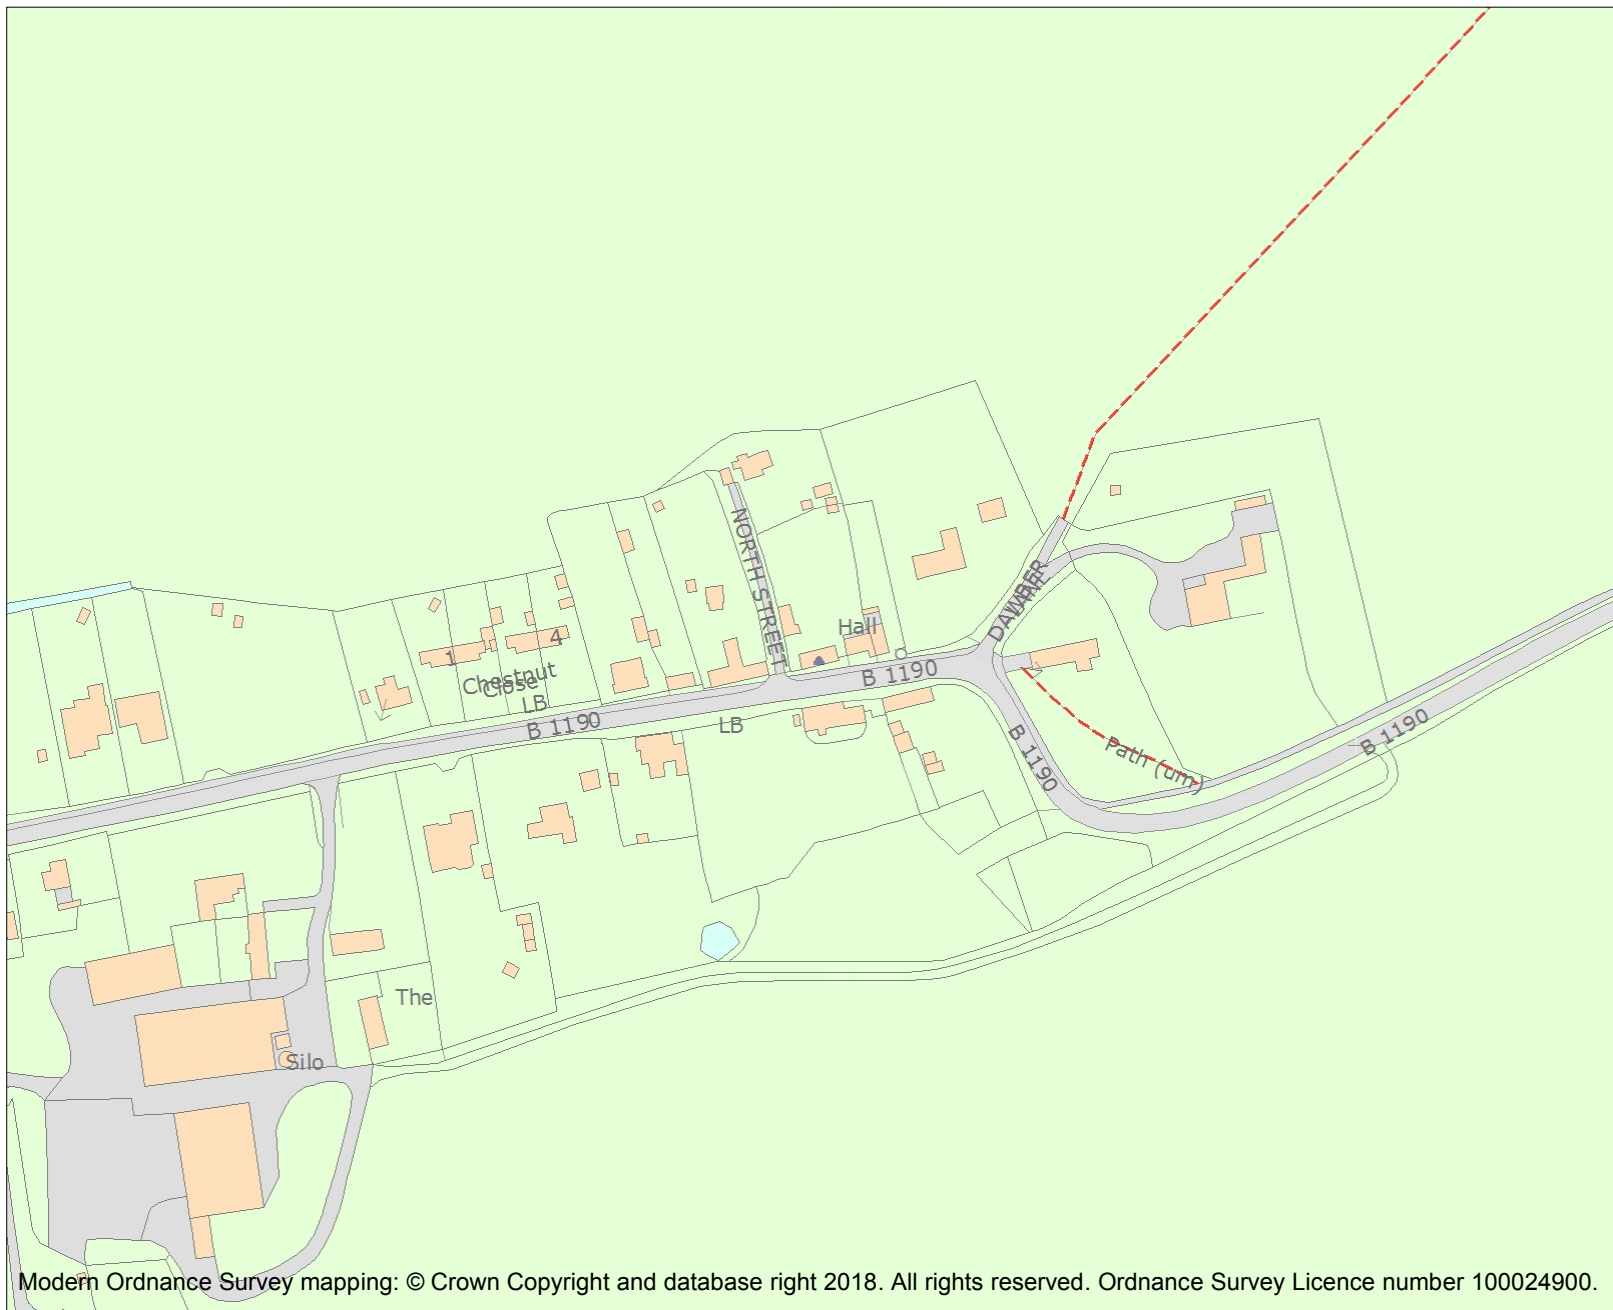 NORTH STREET
DAWBER
LANE
Hall
4
1
Chestnut
Close
LB
B 1190
B 1190
LB
B 1190
B 1190
Path (um)
The
Silo
Modern Ordnance Survey mapping: © Crown Copyright and database right 2018. All rights reserved. Ordnance Survey Licence number 100024900.